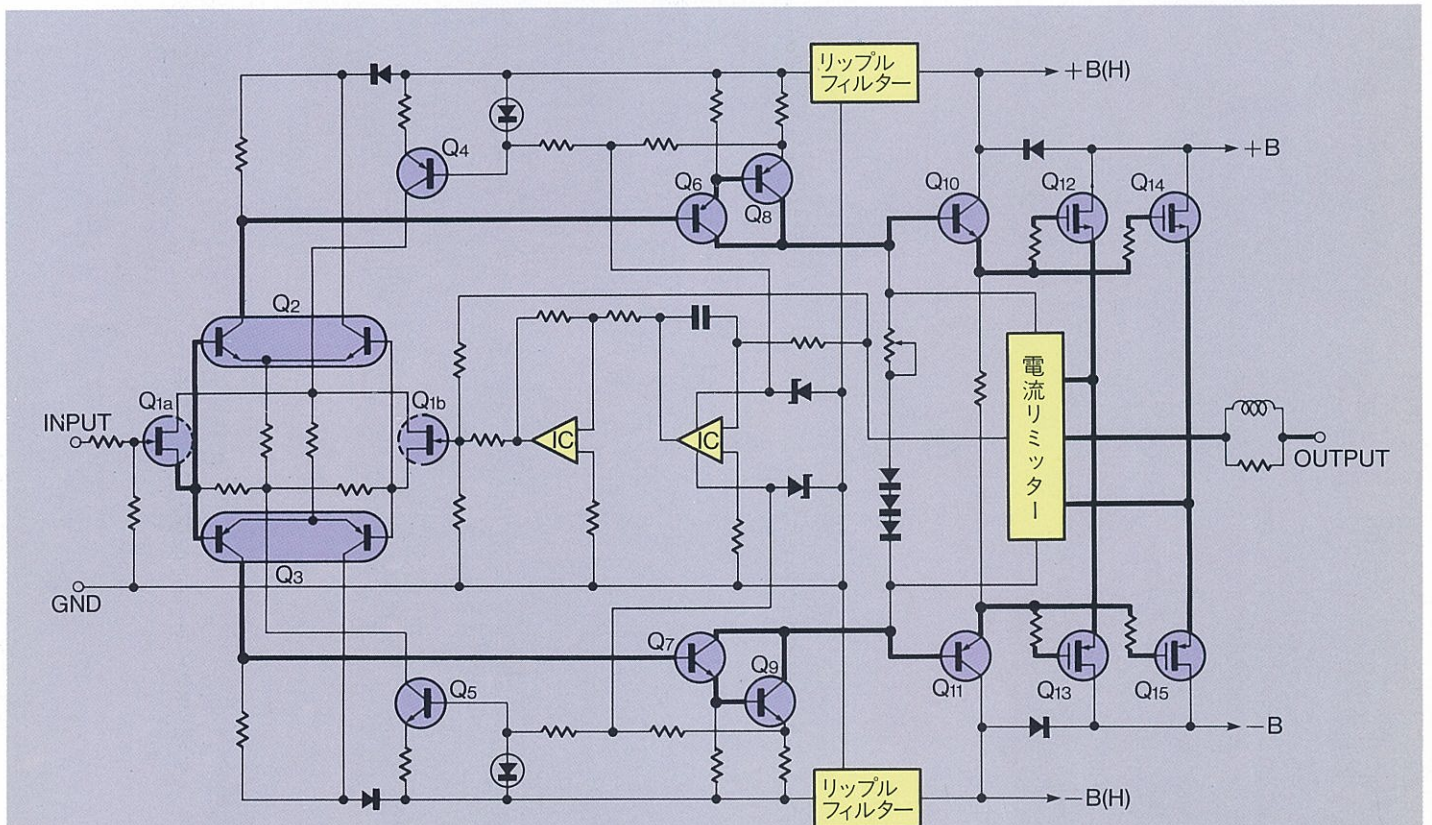 リップル
フィルター
+B(H)
+B
Q4
Q6
Q8
Q10
Q12
Q14
Q2
Q1a
Q1b
INPUT
IC
IC
電流リミッター
OUTPUT
Q3
GND
Q7
Q9
Q5
Q11
Q13
Q15
−B
リップル
フィルター
−B(H)